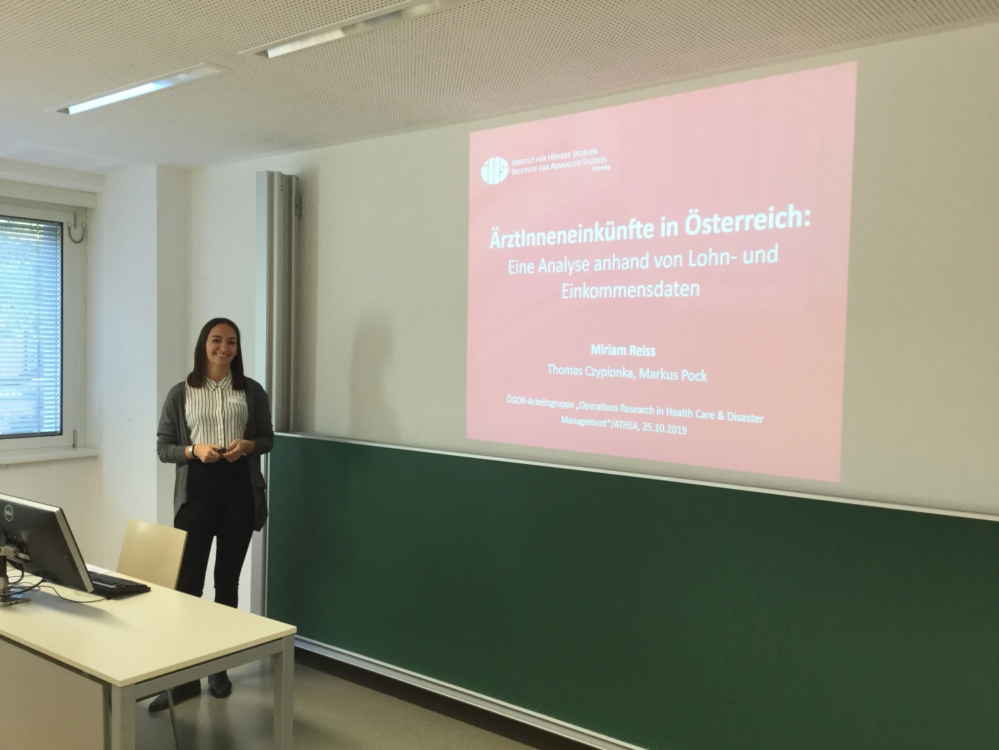 IHS
INSTITUT FÜR HÖHERE STUDIEN
INSTITUTE FOR ADVANCED STUDIES
Vienna
ÄrztInneneinkünfte in Österreich:
Eine Analyse anhand von Lohn- und
Einkommensdaten
Miriam Reiss
Thomas Czypionka, Markus Pock
ÖGOR-Arbeitsgruppe „Operations Research in Health Care & Disaster
Management“/ATHEA, 25.10.2019
DELL